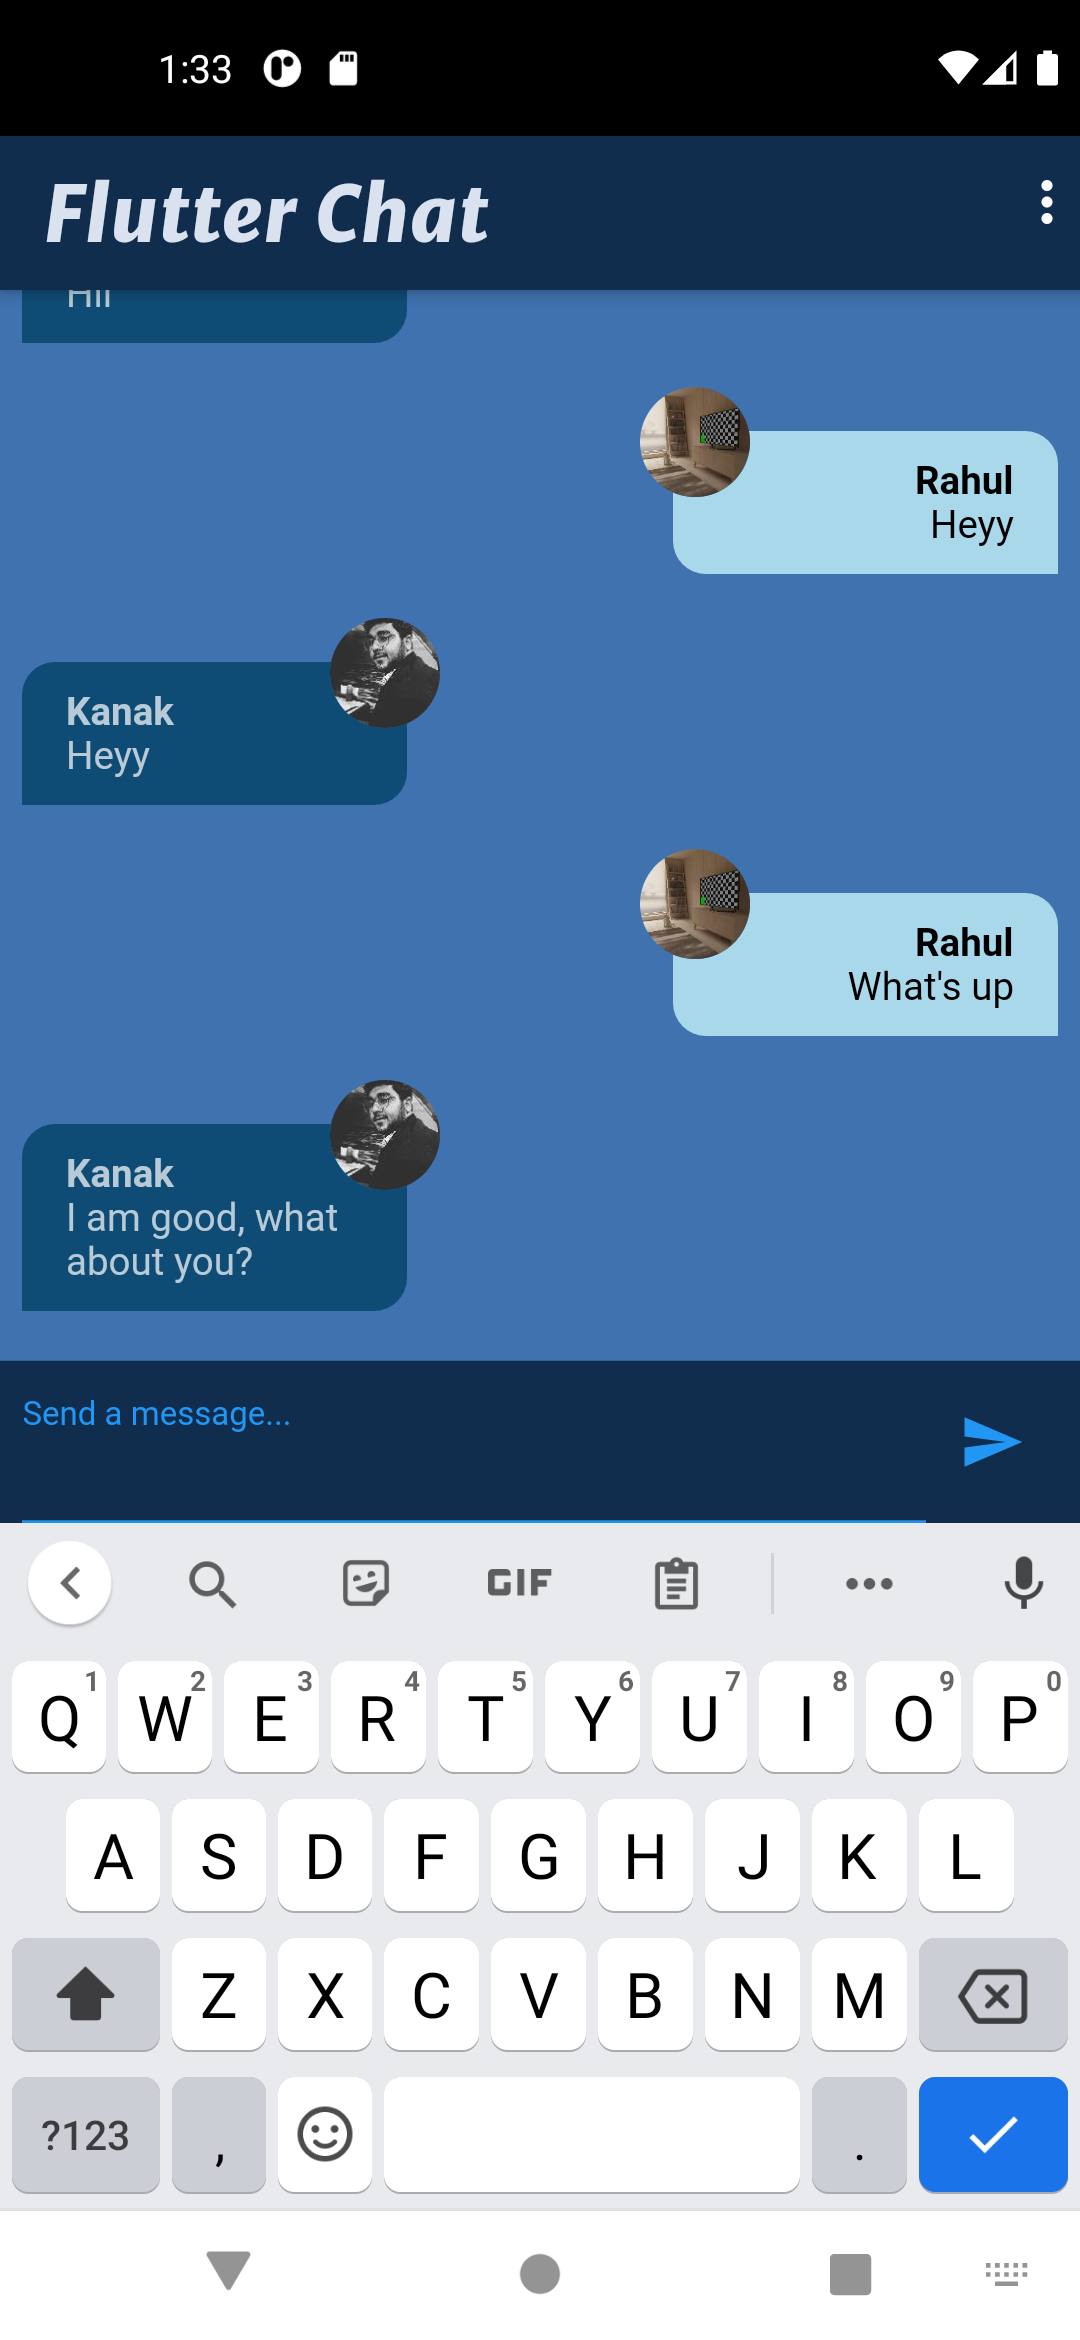 1:33
Flutter Chat
Hii
Rahul
Heyy
Kanak
Heyy
Rahul
What's up
Kanak
I am good, what
about you?
Send a message...
GIF
1 2 3 4 5 6 7 8 9 0
Q W E R T Y U I O P
A S D F G H J K L
Z X C V B N M
?123 , .